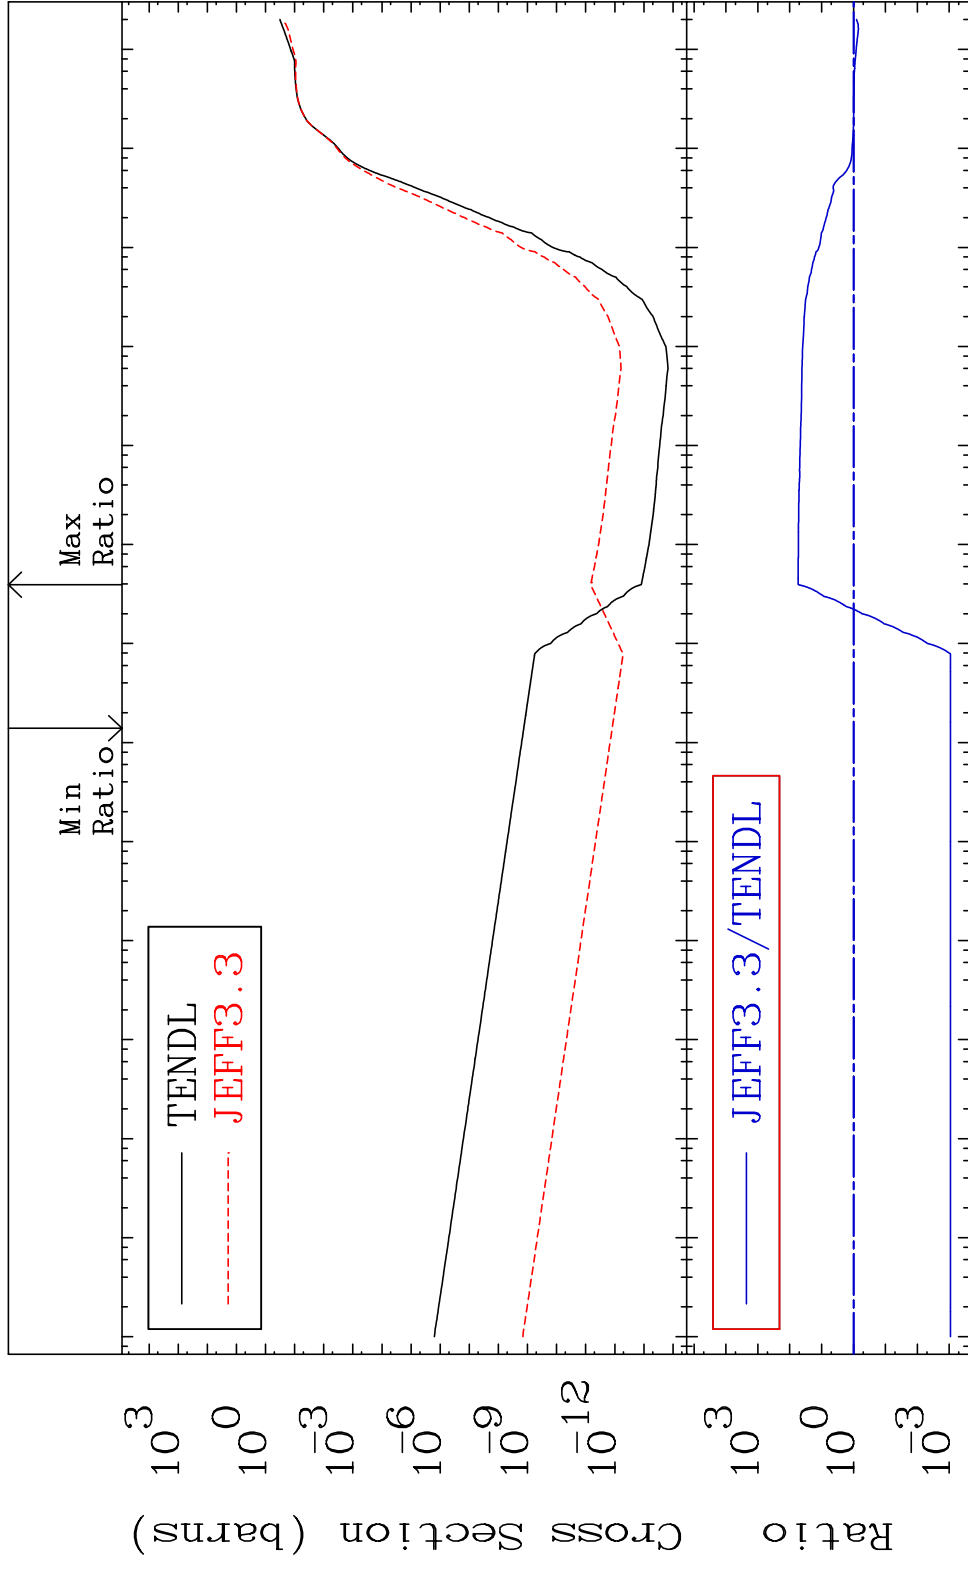 Min
Ratio
Max
Ratio
TENDL
JEFF3.3
JEFF3.3/TENDL
Cross Section (barns)
10 3
10 0
10 -3
10 -6
10 -9
10 -12
Ratio
10 3
10 0
10 -3